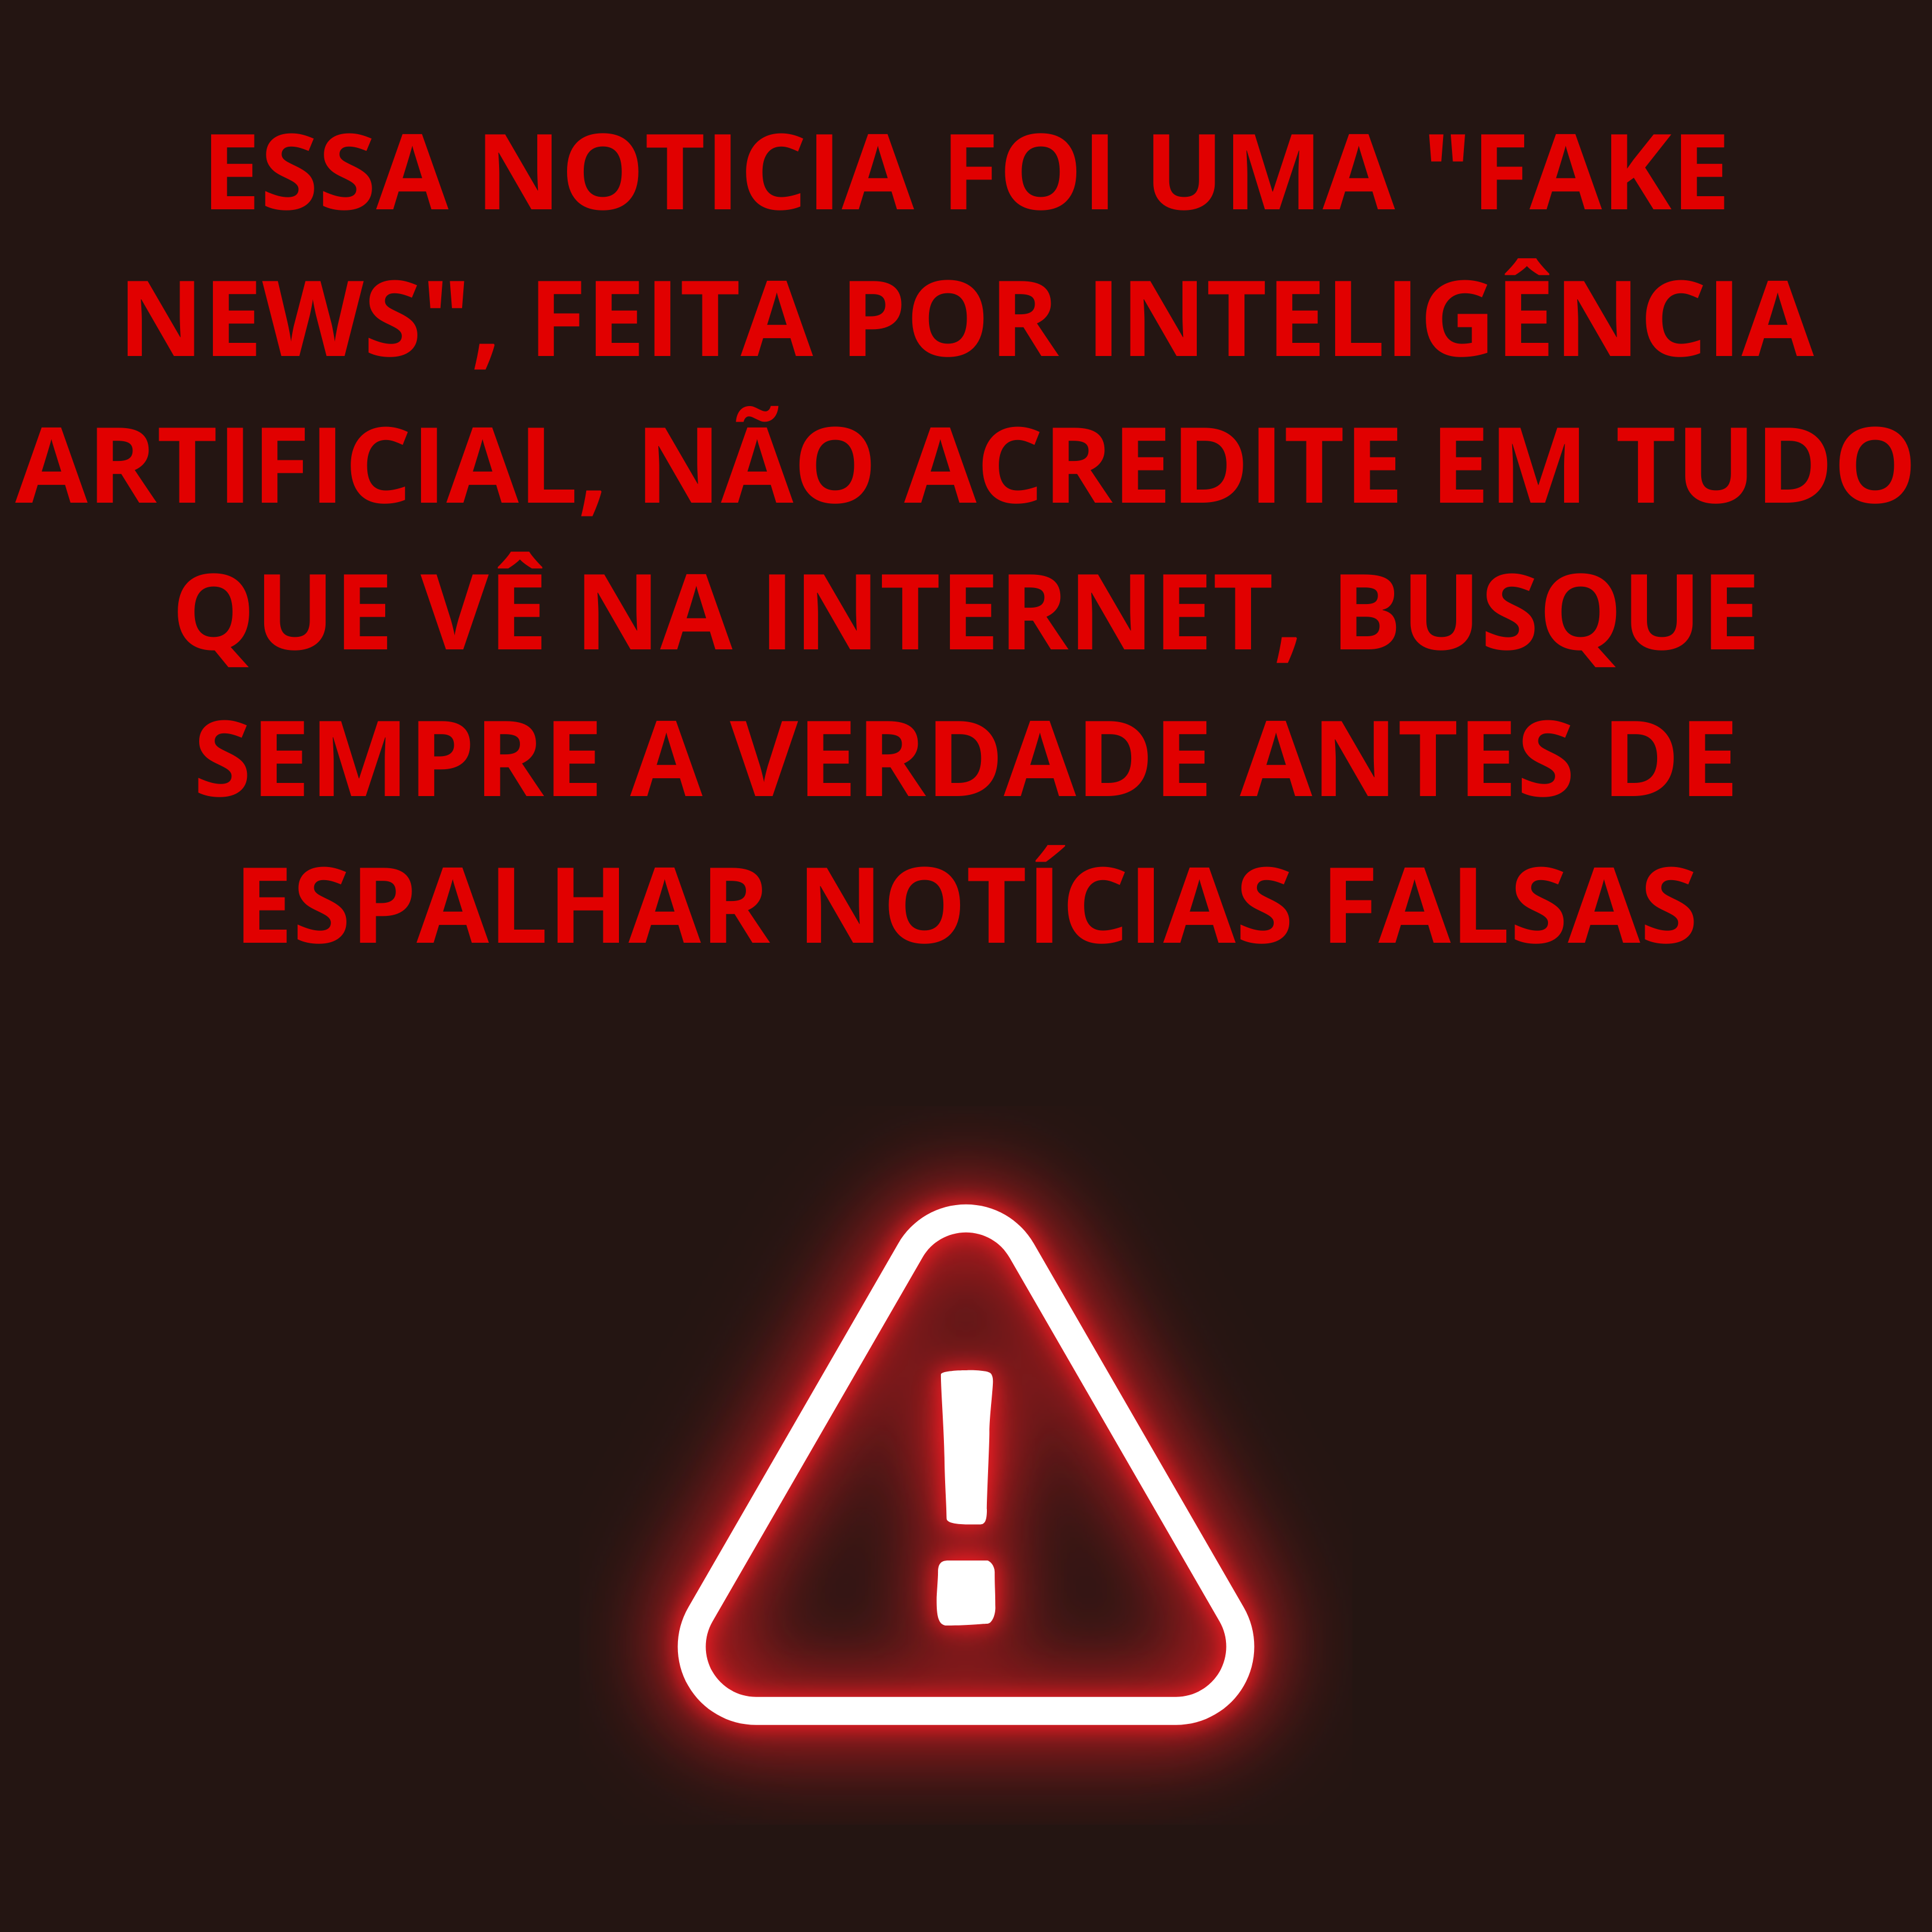 ESSA NOTICIA FOI UMA "FAKE
NEWS", FEITA POR INTELIGÊNCIA
ARTIFICIAL, NÃO ACREDITE EM TUDO
QUE VÊ NA INTERNET, BUSQUE
SEMPRE A VERDADE ANTES DE
ESPALHAR NOTÍCIAS FALSAS
!